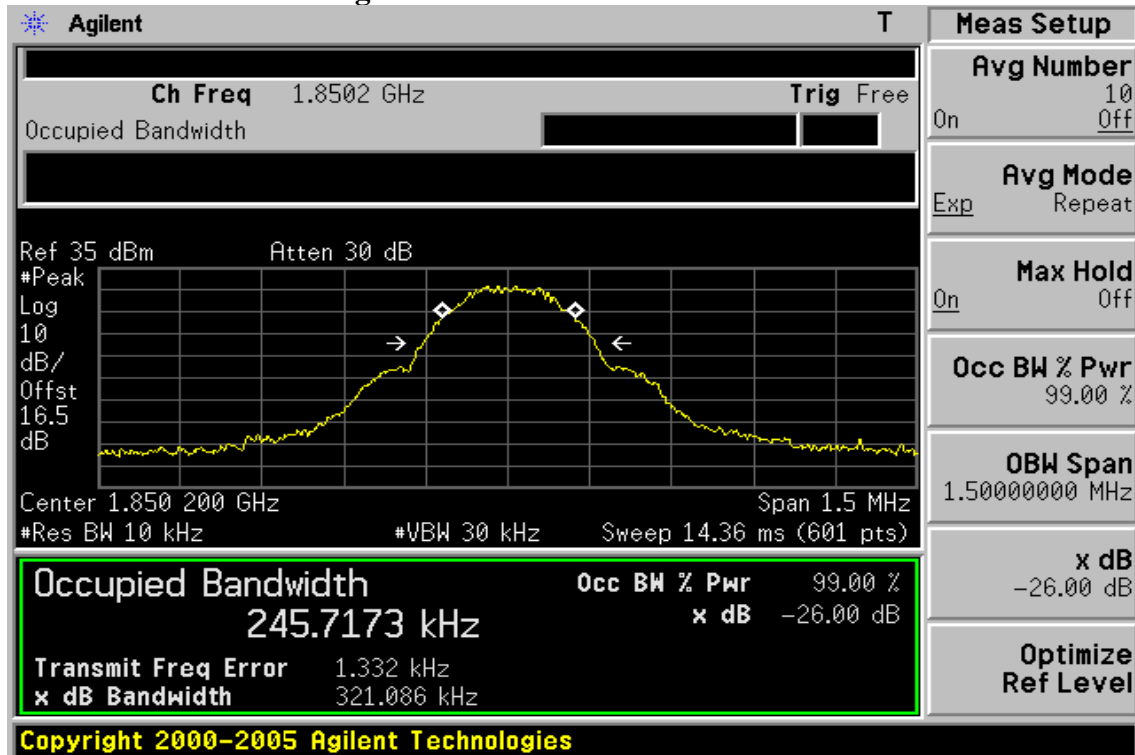 Agilent T Meas Setup
Ch Freq 1.8502 GHz Trig Free
Occupied Bandwidth
Avg Number
10
On Off
Avg Mode
Exp Repeat
Max Hold
On Off
Occ BW % Pwr
99.00 %
OBW Span
1.50000000 MHz
x dB
-26.00 dB
Optimize
Ref Level
Ref 35 dBm Atten 30 dB
#Peak
Log
10
dB/
Offst
16.5
dB
Center 1.850 200 GHz Span 1.5 MHz
#Res BW 10 kHz #VBW 30 kHz Sweep 14.36 ms (601 pts)
Occupied Bandwidth Occ BW % Pwr 99.00 %
245.7173 kHz x dB -26.00 dB
Transmit Freq Error 1.332 kHz
x dB Bandwidth 321.086 kHz
Copyright 2000-2005 Agilent Technologies